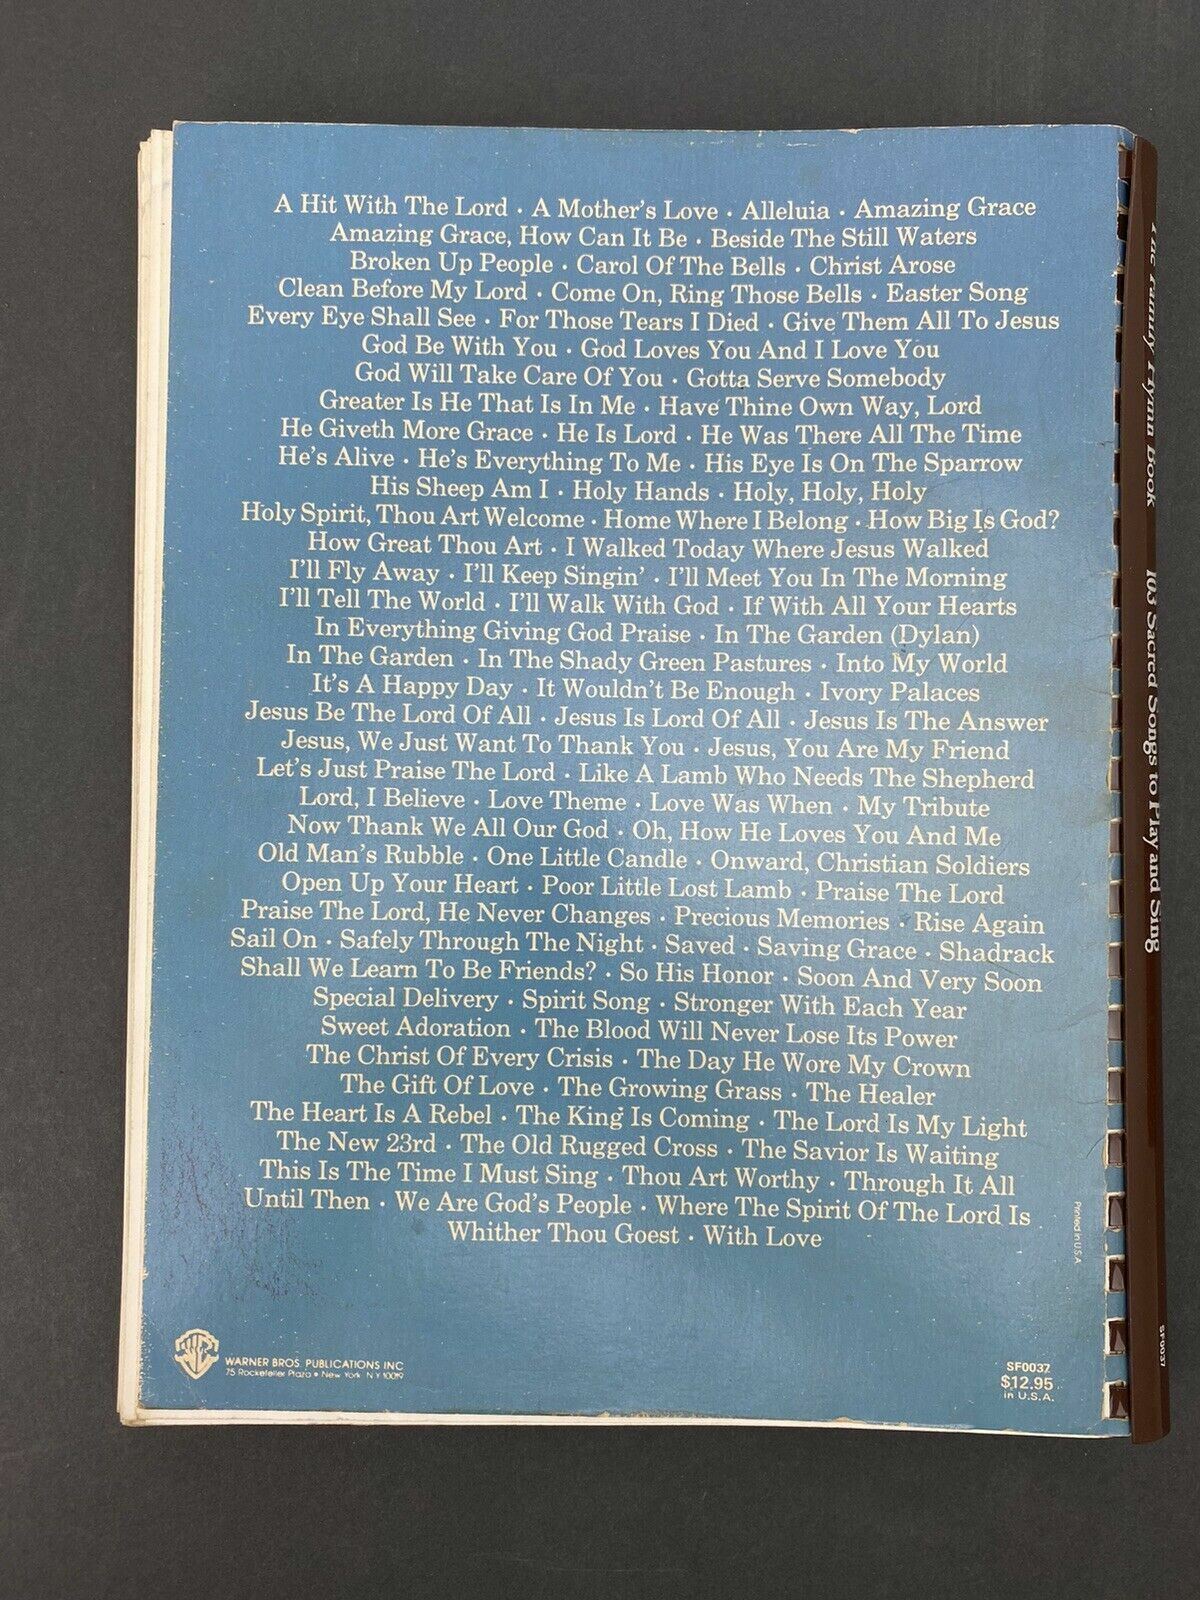 A Hit With The Lord · A Mother's Love · Alleluia · Amazing Grace
Amazing Grace, How Can It Be · Beside The Still Waters
Broken Up People · Carol Of The Bells · Christ Arose
Clean Before My Lord · Come On, Ring Those Bells · Easter Song
Every Eye Shall See · For Those Tears I Died · Give Them All To Jesus
God Be With You · God Loves You And I Love You
God Will Take Care Of You · Gotta Serve Somebody
Greater Is He That Is In Me · Have Thine Own Way, Lord
He Giveth More Grace · He Is Lord · He Was There All The Time
He's Alive · He's Everything To Me · His Eye Is On The Sparrow
His Sheep Am I · Holy Hands · Holy, Holy, Holy
Holy Spirit, Thou Art Welcome · Home Where I Belong · How Big Is God?
How Great Thou Art · I Walked Today Where Jesus Walked
I'll Fly Away · I'll Keep Singin' · I'll Meet You In The Morning
I'll Tell The World · I'll Walk With God · If With All Your Hearts
In Everything Giving God Praise · In The Garden (Dylan)
In The Garden · In The Shady Green Pastures · Into My World
It's A Happy Day · It Wouldn't Be Enough · Ivory Palaces
Jesus Be The Lord Of All · Jesus Is Lord Of All · Jesus Is The Answer
Jesus, We Just Want To Thank You · Jesus, You Are My Friend
Let's Just Praise The Lord · Like A Lamb Who Needs The Shepherd
Lord, I Believe · Love Theme · Love Was When · My Tribute
Now Thank We All Our God · Oh, How He Loves You And Me
Old Man's Rubble · One Little Candle · Onward, Christian Soldiers
Open Up Your Heart · Poor Little Lost Lamb · Praise The Lord
Praise The Lord, He Never Changes · Precious Memories · Rise Again
Sail On · Safely Through The Night · Saved · Saving Grace · Shadrack
Shall We Learn To Be Friends? · So His Honor · Soon And Very Soon
Special Delivery · Spirit Song · Stronger With Each Year
Sweet Adoration · The Blood Will Never Lose Its Power
The Christ Of Every Crisis · The Day He Wore My Crown
The Gift Of Love · The Growing Grass · The Healer
The Heart Is A Rebel · The King Is Coming · The Lord Is My Light
The New 23rd · The Old Rugged Cross · The Savior Is Waiting
This Is The Time I Must Sing · Thou Art Worthy · Through It All
Until Then · We Are God's People · Where The Spirit Of The Lord Is
Whither Thou Goest · With Love
Printed in U.S.A.
WB
WARNER BROS. PUBLICATIONS INC
75 Rockefeller Plaza • New York N Y 10019
SF0037
$12.95
in U.S.A.
The Family Hymn Book 103 Sacred Songs to Play and Sing
SF0037